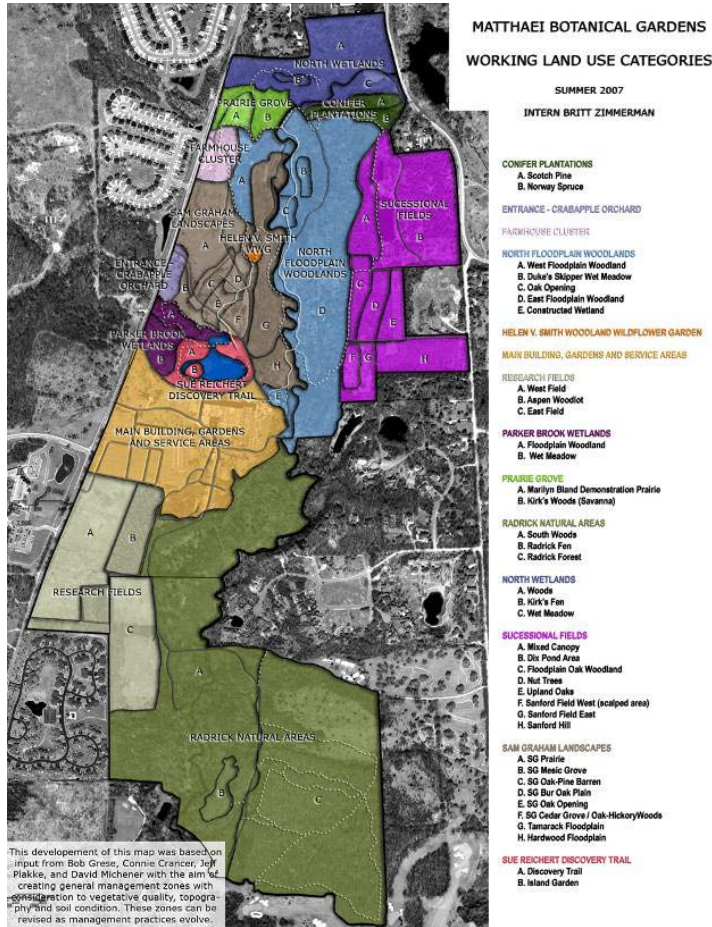 MATTHAEI BOTANICAL GARDENS
WORKING LAND USE CATEGORIES
SUMMER 2007
INTERN BRITT ZIMMERMAN
CONIFER PLANTATIONS
A. Scotch Pine
B. Norway Spruce
ENTRANCE - CRABAPPLE ORCHARD
FARMHOUSE CLUSTER
NORTH FLOODPLAIN WOODLANDS
A. West Floodplain Woodland
B. Duke's Skipper Wet Meadow
C. Oak Opening
D. East Floodplain Woodland
E. Constructed Wetland
HELEN V. SMITH WOODLAND WILDFLOWER GARDEN
MAIN BUILDING, GARDENS AND SERVICE AREAS
RESEARCH FIELDS
A. West Field
B. Aspen Woodlot
C. East Field
PARKER BROOK WETLANDS
A. Floodplain Woodland
B. Wet Meadow
PRAIRIE GROVE
A. Marilyn Bland Demonstration Prairie
B. Kirk's Woods (Savanna)
RADRICK NATURAL AREAS
A. South Woods
B. Radrick Fen
C. Radrick Forest
NORTH WETLANDS
A. Woods
B. Kirk's Fen
C. Wet Meadow
SUCESSIONAL FIELDS
A. Mixed Canopy
B. Dix Pond Area
C. Floodplain Oak Woodland
D. Nut Trees
E. Upland Oaks
F. Sanford Field West (scalped area)
G. Sanford Field East
H. Sanford Hill
SAM GRAHAM LANDSCAPES
A. SG Prairie
B. SG Mesic Grove
C. SG Oak-Pine Barren
D. SG Bur Oak Plain
E. SG Oak Opening
F. SG Cedar Grove / Oak-HickoryWoods
G. Tamarack Floodplain
H. Hardwood Floodplain
SUE REICHERT DISCOVERY TRAIL
A. Discovery Trail
B. Island Garden
A
NORTH WETLANDS
B
C
PRAIRIE GROVE
A
B
CONIFER
PLANTATIONS
A
B
FARMHOUSE
CLUSTER
A
B
C
SAM GRAHAM
LANDSCAPES
A
SUCESSIONAL
FIELDS
A
B
HELEN V. SMITH
WWG
NORTH
FLOODPLAIN
WOODLANDS
D
ENTRANCE-
CRABAPPLE
ORCHARD
B
C
D
E
F
G
H
C
D
E
F
G
H
PARKER BROOK
WETLANDS
A
B
A
B
SUE REICHERT
DISCOVERY TRAIL
E
MAIN BUILDING, GARDENS
AND SERVICE AREAS
A
B
RESEARCH FIELDS
C
A
RADRICK NATURAL AREAS
B
C
This developement of this map was based on
input from Bob Grese, Connie Crancer, Jeff
Plakke, and David Michener with the aim of
creating general management zones with
consideration to vegetative quality, topogra-
phy and soil condition. These zones can be
revised as management practices evolve.